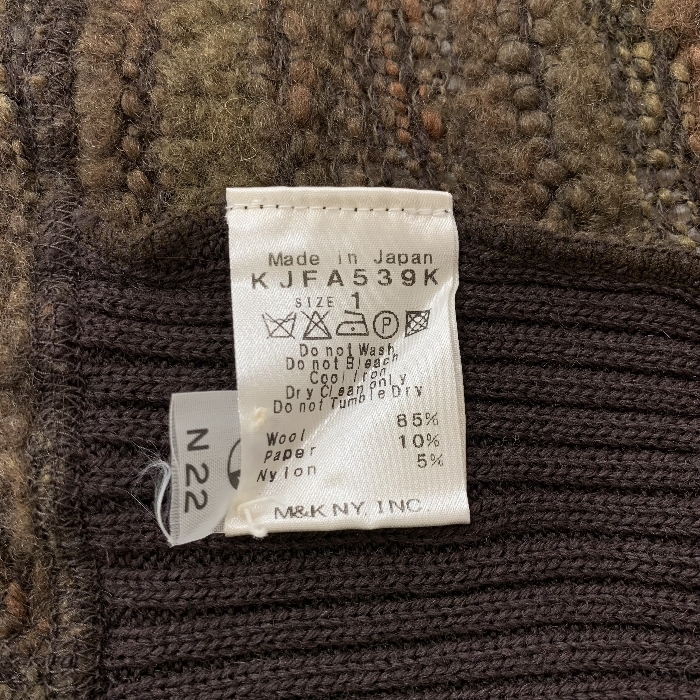 Made in Japan
KJFA539K
SIZE 1
P
Do not Wash
Do not Bleach
Cool Iron
Dry Clean only
Do not Tumble Dry
85%
Wool
10%
Paper
5%
Nylon
M&K NY, INC.
N 22